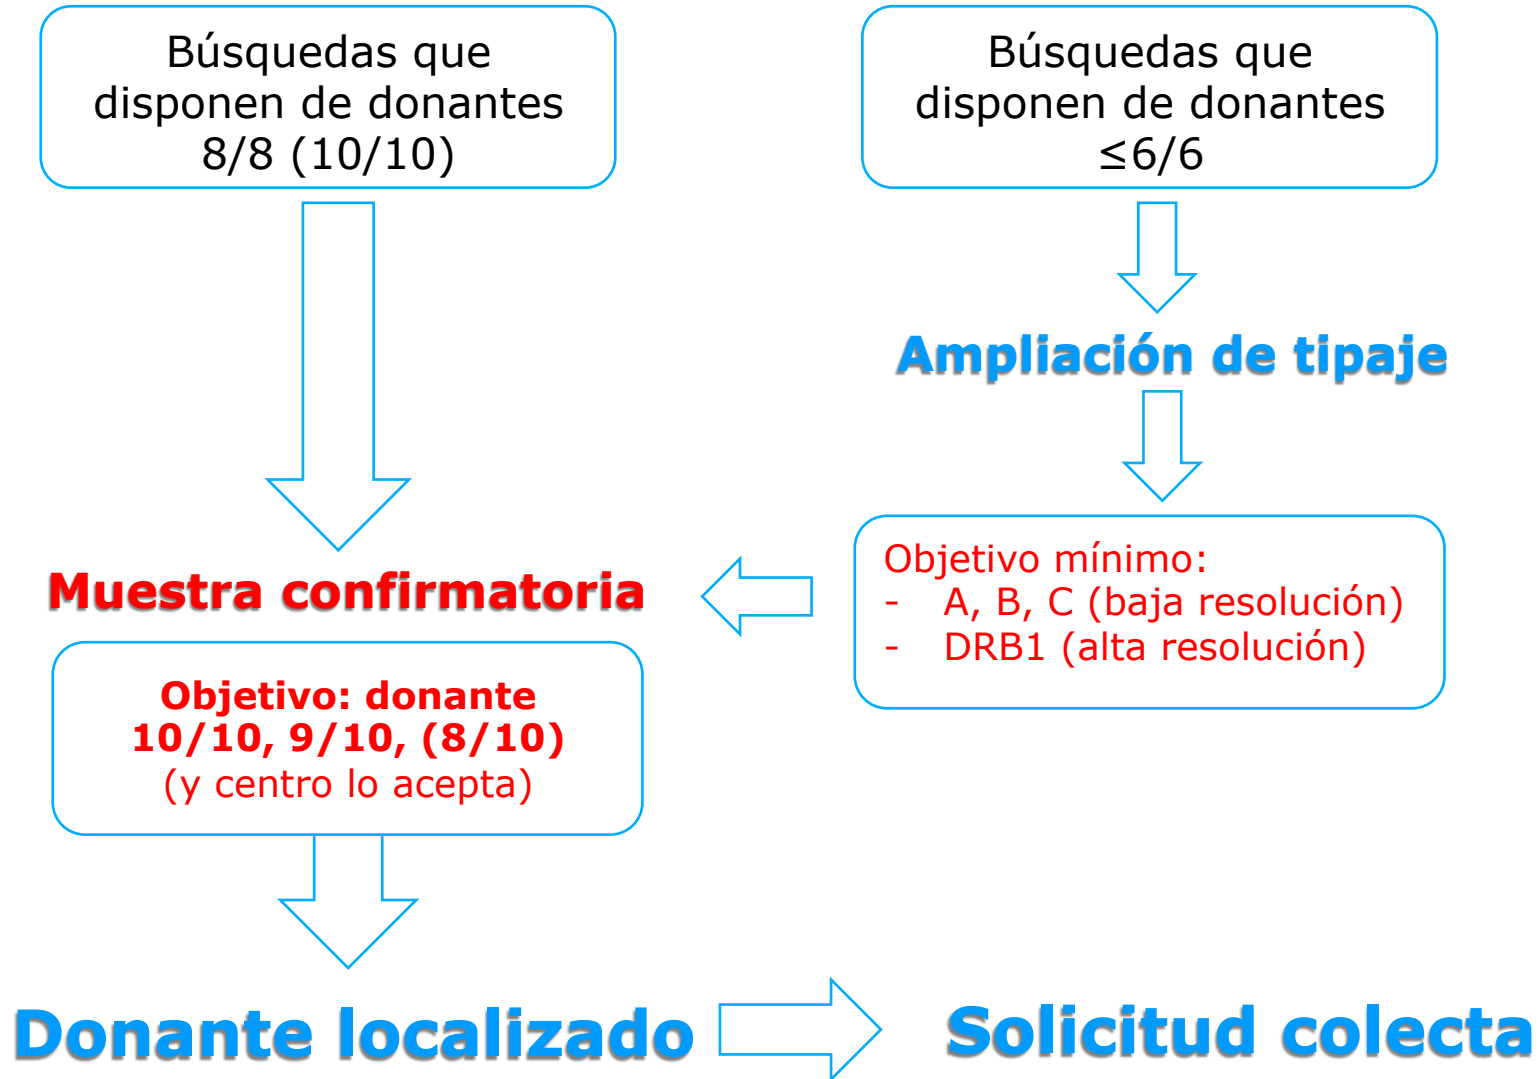 Búsquedas que
disponen de donantes
8/8 (10/10)
Búsquedas que
disponen de donantes
≤6/6
Ampliación de tipaje
Objetivo mínimo:
- A, B, C (baja resolución)
- DRB1 (alta resolución)
Muestra confirmatoria
Objetivo: donante
10/10, 9/10, (8/10)
(y centro lo acepta)
Donante localizado
Solicitud colecta